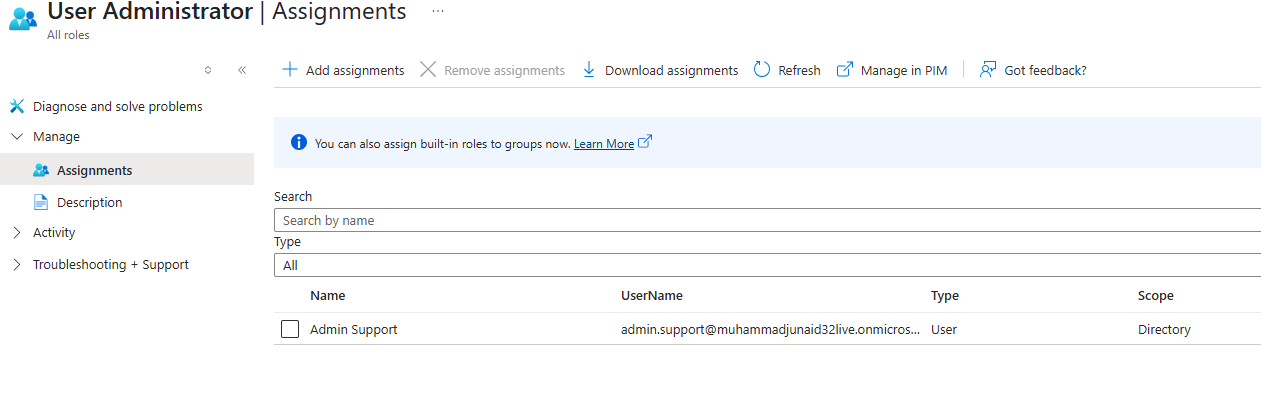 User Administrator | Assignments ...
All roles
Add assignments Remove assignments Download assignments Refresh Manage in PIM Got feedback?
Diagnose and solve problems
Manage
Assignments
Description
Activity
Troubleshooting + Support
You can also assign built-in roles to groups now. Learn More
Search
Search by name
Type
All
Name UserName Type Scope
Admin Support admin.support@muhammadjunaid32live.onmicros... User Directory